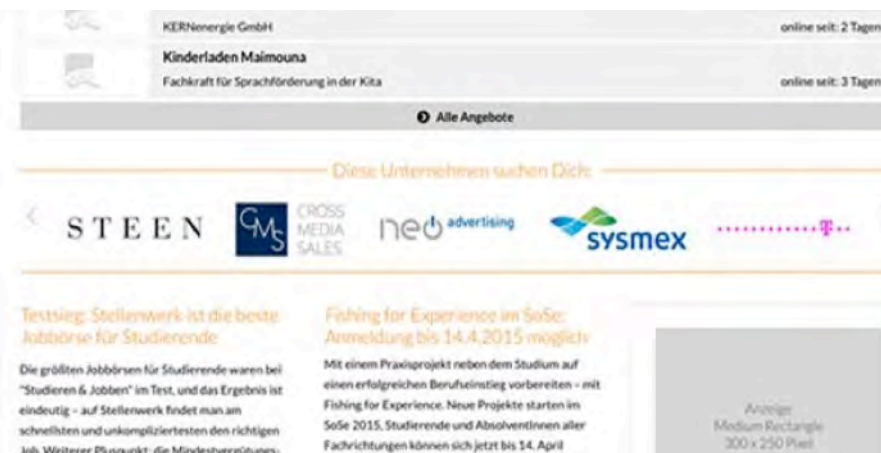 KERNenergie GmbH
online seit: 2 Tagen
Kinderladen Maimouna
Fachkraft für Sprachförderung in der Kita
online seit: 3 Tagen
Alle Angebote
Diese Unternehmen suchen Dich:
STEEN
CMS CROSS MEDIA SALES
neo advertising
sysmex
T
Testsieg: Stellenwerk ist die beste
Jobbörse für Studierende
Die größten Jobbörsen für Studierende waren bei
"Studieren & Jobben" im Test, und das Ergebnis ist
eindeutig – auf Stellenwerk findet man am
schnellsten und unkompliziertesten den richtigen
Job. Weiterer Pluspunkt: die Mindestvergütungs-
Fishing for Experience im SoSe:
Anmeldung bis 14.4.2015 möglich
Mit einem Praxisprojekt neben dem Studium auf
einen erfolgreichen Berufseinstieg vorbereiten – mit
Fishing for Experience. Neue Projekte starten im
SoSe 2015, Studierende und AbsolventInnen aller
Fachrichtungen können sich jetzt bis 14. April
Anzeige
Medium Rectangle
300 x 250 Pixel